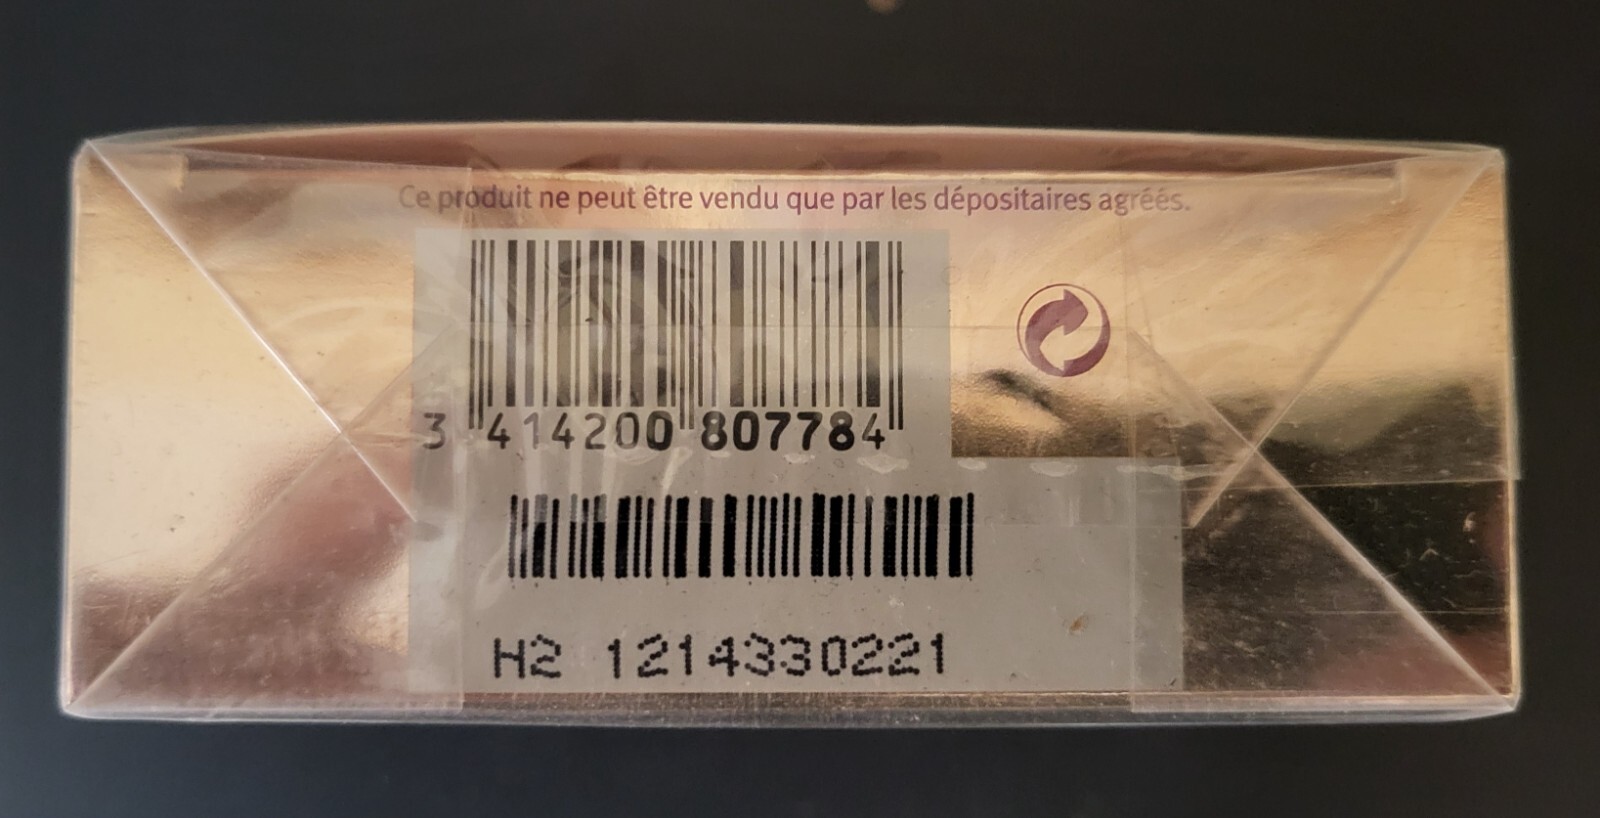 Ce produit ne peut être vendu que par les dépositaires agréés.
3 414200 807784
H2 1214330221